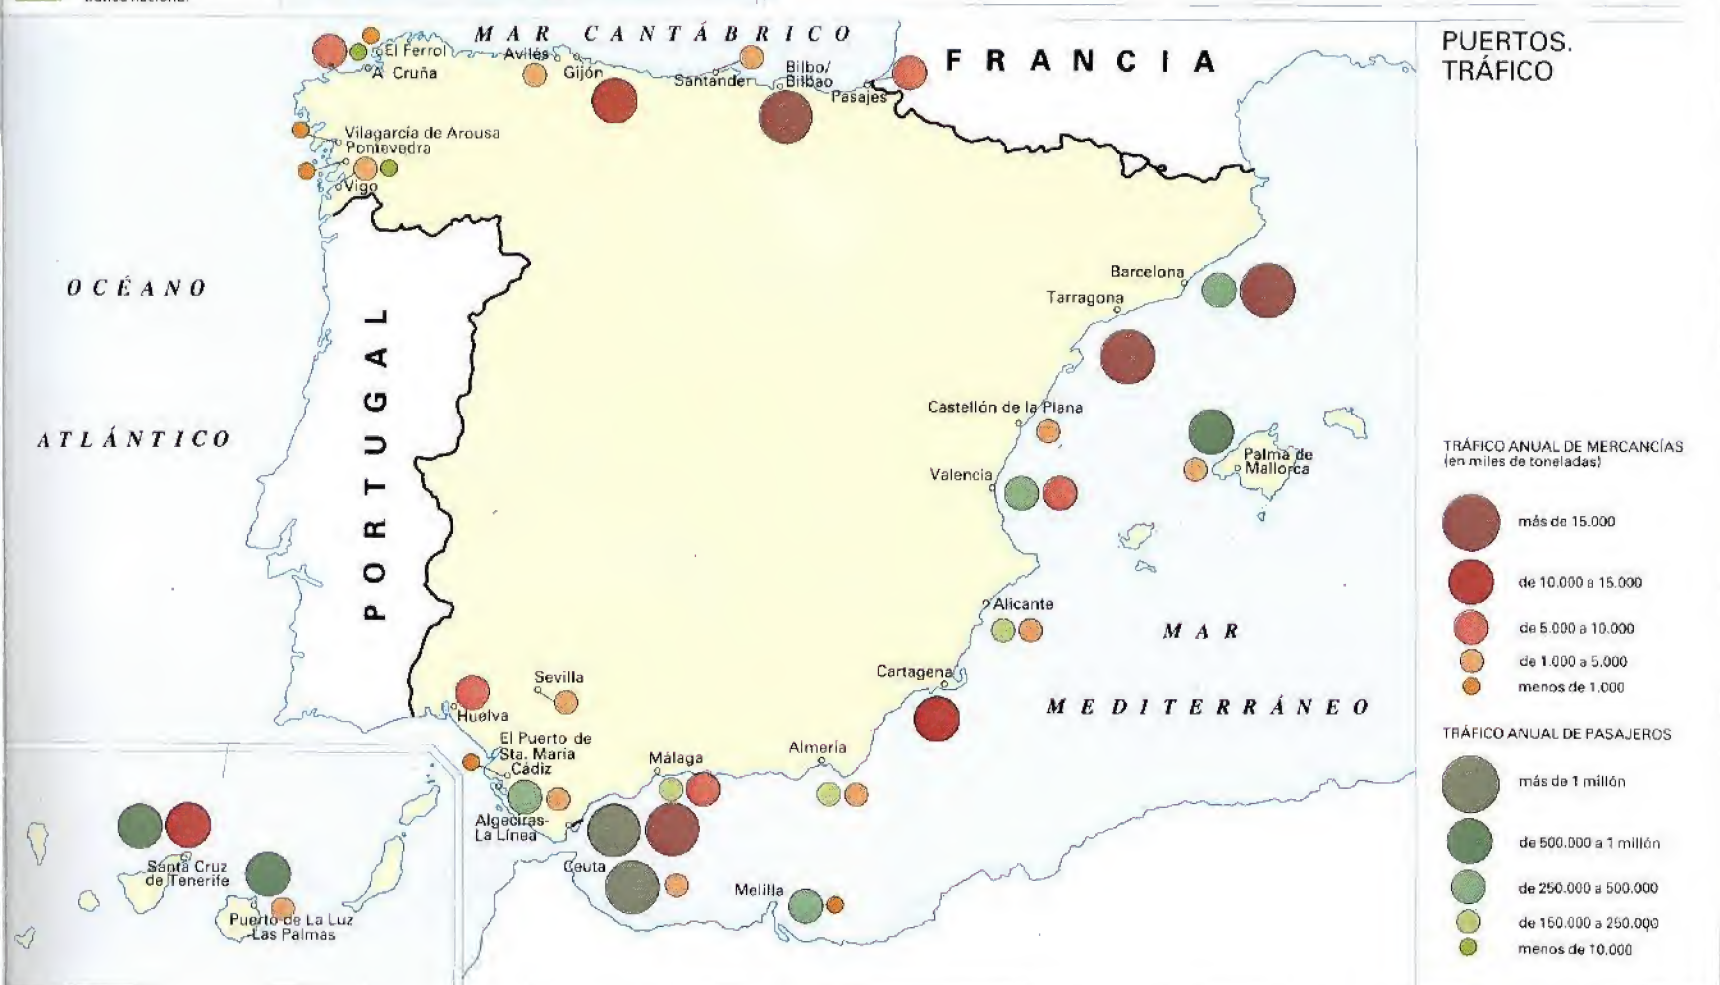 MAR CANTÁBRICO
FRANCIA
PUERTOS.
TRÁFICO
El Ferrol
A Cruña
Avilés
Gijón
Santander
Bilbo/
Bilbao
Pasajes
Vilagarcía de Arousa
Pontevedra
Vigo
OCÉANO
ATLÁNTICO
PORTUGAL
Barcelona
Tarragona
Castellón de la Plana
Valencia
Palma de
Mallorca
Alicante
MAR
MEDITERRÁNEO
Cartagena
Sevilla
Huelva
El Puerto de
Sta. María
Cádiz
Málaga
Almería
Algeciras-
La Línea
Ceuta
Melilla
Santa Cruz
de Tenerife
Puerto de La Luz
Las Palmas
TRÁFICO ANUAL DE MERCANCÍAS
(en miles de toneladas)
más de 15.000
de 10.000 a 15.000
de 5.000 a 10.000
de 1.000 a 5.000
menos de 1.000
TRÁFICO ANUAL DE PASAJEROS
más de 1 millón
de 500.000 a 1 millón
de 250.000 a 500.000
de 150.000 a 250.000
menos de 10.000